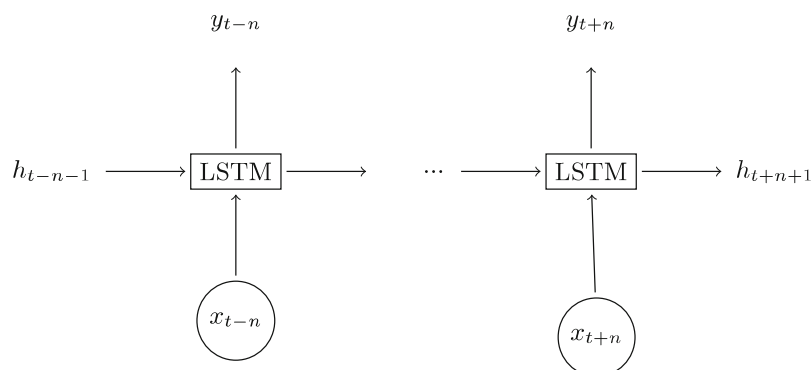 y_{t-n} y_{t+n}
h_{t-n-1} LSTM ... LSTM h_{t+n+1}
x_{t-n}
x_{t+n}